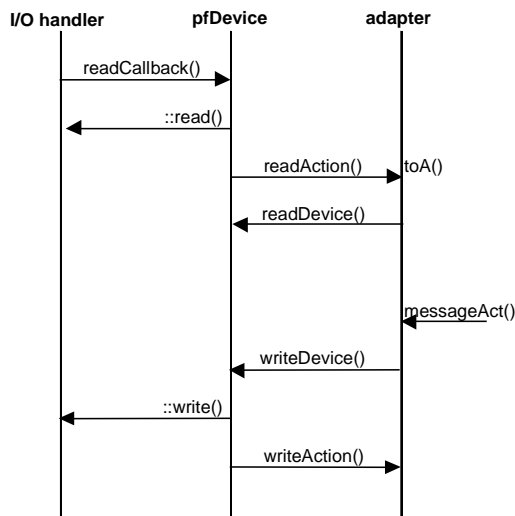 I/O handler pfDevice adapter
readCallback()
::read()
readAction() toA()
readDevice()
messageAct()
writeDevice()
::write()
writeAction()